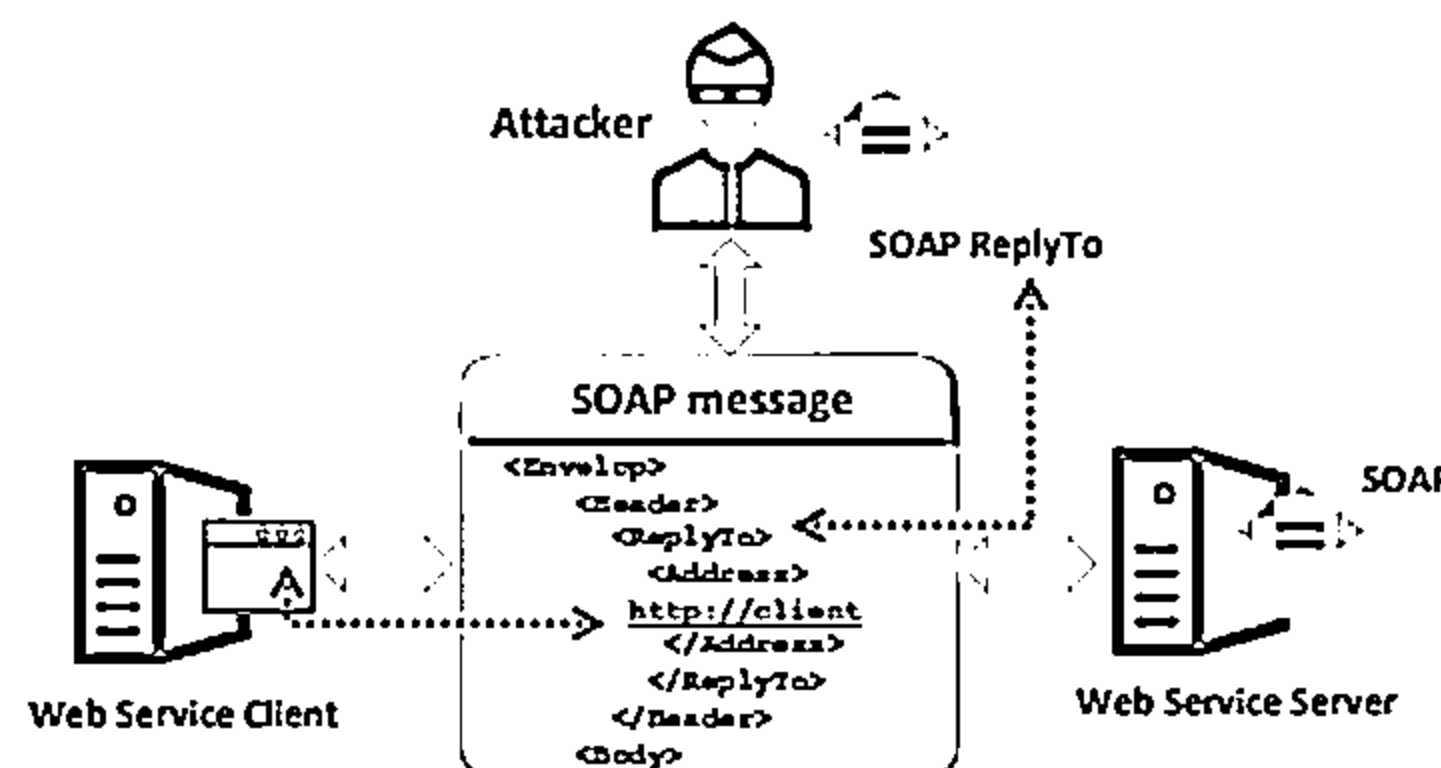 Attacker
SOAP ReplyTo
SOAP message
<Envelop>
<Header>
<ReplyTo>
<Address>
http://client
</Address>
</ReplyTo>
</Header>
<Body>
Web Service Client
SOAP
Web Service Server